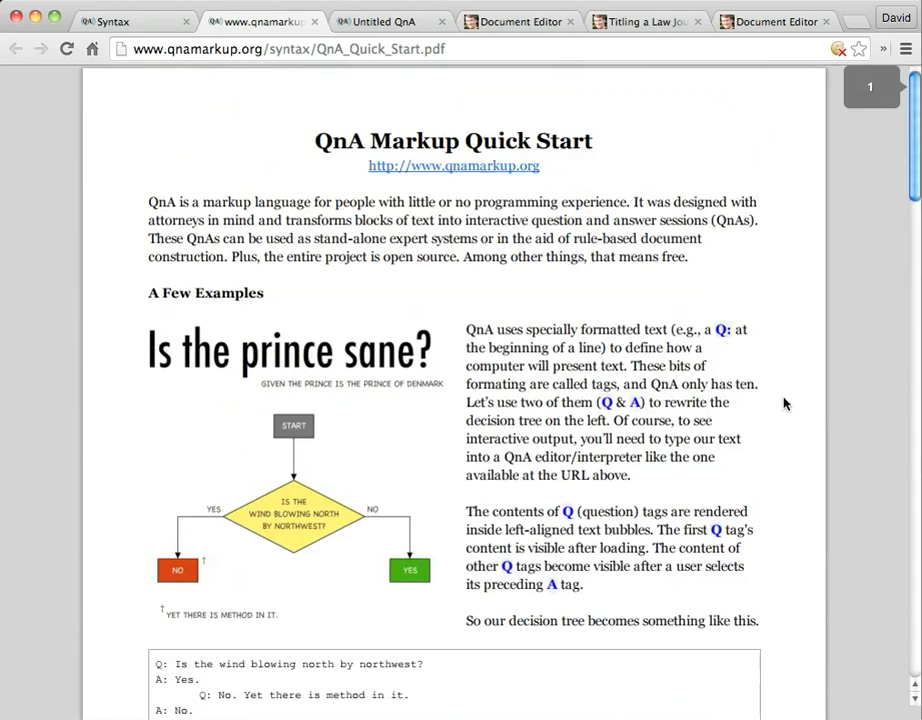 Syntax
www.qnamarkup
Untitled QnA
Document Editor
Titling a Law Jou
Document Editor
David
www.qnamarkup.org/syntax/QnA_Quick_Start.pdf
»
1
QnA Markup Quick Start
http://www.qnamarkup.org
QnA is a markup language for people with little or no programming experience. It was designed with
attorneys in mind and transforms blocks of text into interactive question and answer sessions (QnAs).
These QnAs can be used as stand-alone expert systems or in the aid of rule-based document
construction. Plus, the entire project is open source. Among other things, that means free.
A Few Examples
Is the prince sane?
GIVEN THE PRINCE IS THE PRINCE OF DENMARK
START
YES
IS THE
WIND BLOWING NORTH
BY NORTHWEST?
NO
NO
†
YES
† YET THERE IS METHOD IN IT.
QnA uses specially formatted text (e.g., a Q: at
the beginning of a line) to define how a
computer will present text. These bits of
formating are called tags, and QnA only has ten.
Let's use two of them (Q & A) to rewrite the
decision tree on the left. Of course, to see
interactive output, you'll need to type our text
into a QnA editor/interpreter like the one
available at the URL above.
The contents of Q (question) tags are rendered
inside left-aligned text bubbles. The first Q tag's
content is visible after loading. The content of
other Q tags become visible after a user selects
its preceding A tag.
So our decision tree becomes something like this.
Q: Is the wind blowing north by northwest?
A: Yes.
Q: No. Yet there is method in it.
A: No.